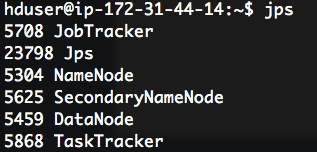 hduser@ip-172-31-44-14:~$ jps
5708 JobTracker
23798 Jps
5304 NameNode
5625 SecondaryNameNode
5459 DataNode
5868 TaskTracker